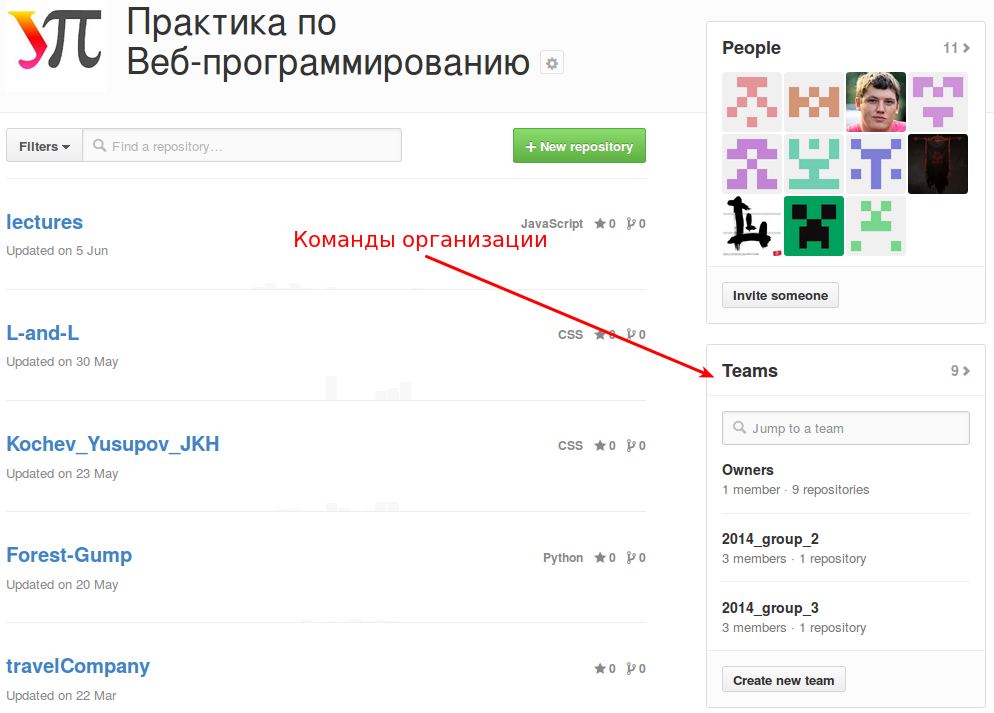 уπ
Практика по
Веб-программированию
Filters
Find a repository…
+ New repository
lectures
JavaScript 0 0
Updated on 5 Jun
Команды организации
L-and-L
CSS 0 0
Updated on 30 May
Kochev_Yusupov_JKH
CSS 0 0
Updated on 23 May
Forest-Gump
Python 0 0
Updated on 20 May
travelCompany
0 0
Updated on 22 Mar
People 11
Invite someone
Teams 9
Jump to a team
Owners
1 member · 9 repositories
2014_group_2
3 members · 1 repository
2014_group_3
3 members · 1 repository
Create new team